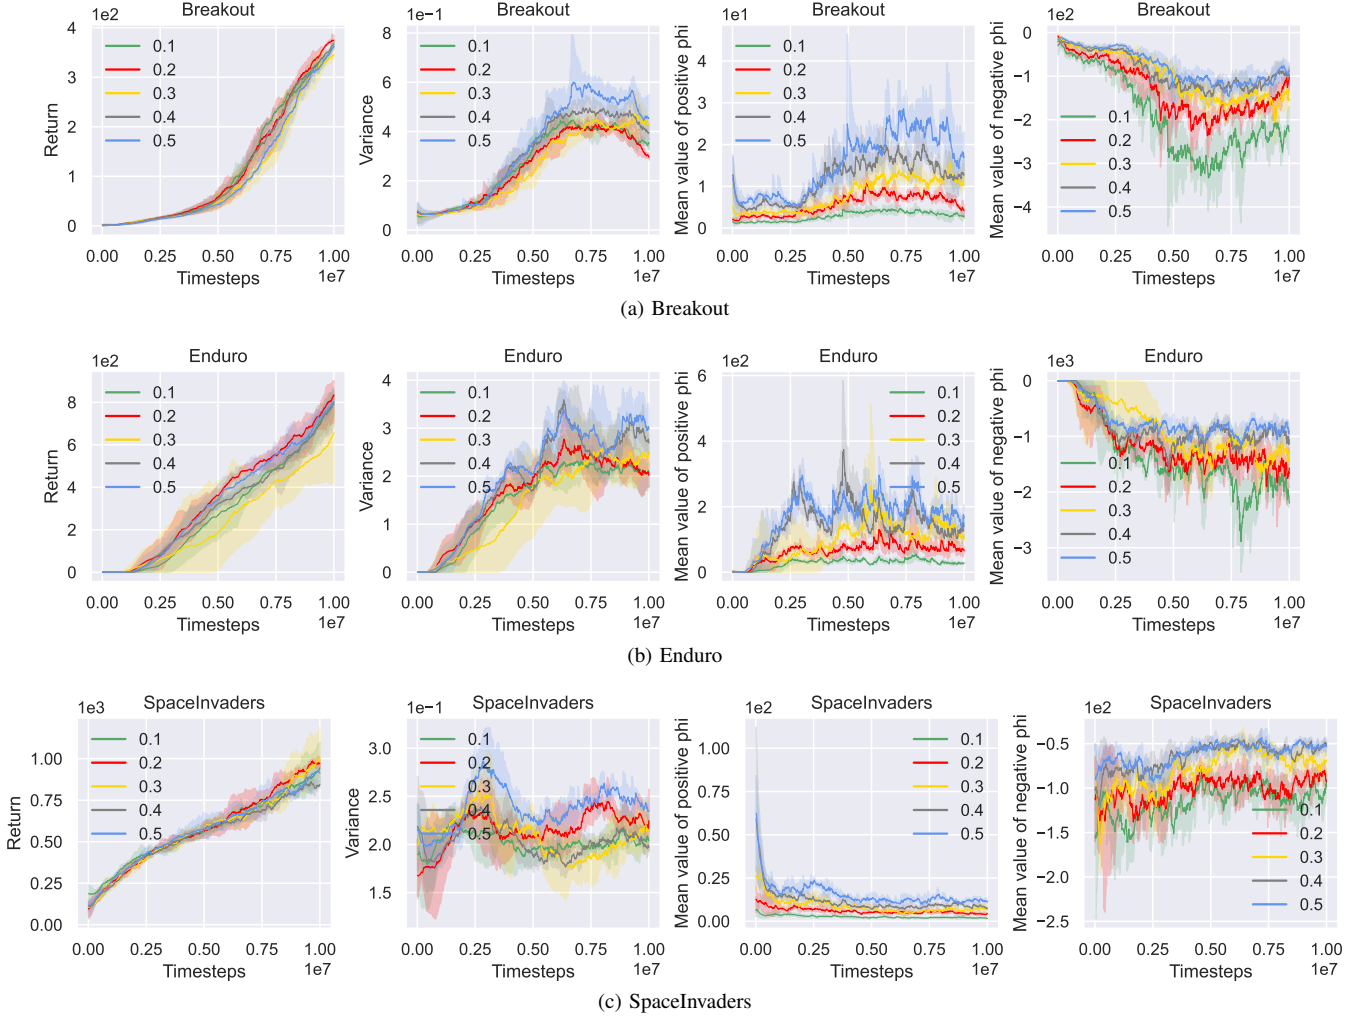 Breakout
1e2
Return
4
3
2
1
0
0.1
0.2
0.3
0.4
0.5
0.00 0.25 0.50 0.75 1.00
Timesteps 1e7
Breakout
1e−1
Variance
8
6
4
2
0
0.1
0.2
0.3
0.4
0.5
0.00 0.25 0.50 0.75 1.00
Timesteps 1e7
Breakout
1e1
Mean value of positive phi
4
3
2
1
0
0.1
0.2
0.3
0.4
0.5
0.00 0.25 0.50 0.75 1.00
Timesteps 1e7
Breakout
1e2
Mean value of negative phi
0
−1
−2
−3
−4
0.1
0.2
0.3
0.4
0.5
0.00 0.25 0.50 0.75 1.00
Timesteps 1e7
(a) Breakout
Enduro
1e2
Return
8
6
4
2
0
0.1
0.2
0.3
0.4
0.5
0.00 0.25 0.50 0.75 1.00
Timesteps 1e7
Enduro
Variance
4
3
2
1
0
0.1
0.2
0.3
0.4
0.5
0.00 0.25 0.50 0.75 1.00
Timesteps 1e7
Enduro
1e2
Mean value of positive phi
6
4
2
0
0.1
0.2
0.3
0.4
0.5
0.00 0.25 0.50 0.75 1.00
Timesteps 1e7
Enduro
1e3
Mean value of negative phi
0
−1
−2
−3
0.1
0.2
0.3
0.4
0.5
0.00 0.25 0.50 0.75 1.00
Timesteps 1e7
(b) Enduro
SpaceInvaders
1e3
Return
1.00
0.75
0.50
0.25
0.00
0.1
0.2
0.3
0.4
0.5
0.00 0.25 0.50 0.75 1.00
Timesteps 1e7
SpaceInvaders
1e−1
Variance
3.0
2.5
2.0
1.5
0.1
0.2
0.3
0.4
0.5
0.00 0.25 0.50 0.75 1.00
Timesteps 1e7
SpaceInvaders
1e2
Mean value of positive phi
1.00
0.75
0.50
0.25
0.00
0.1
0.2
0.3
0.4
0.5
0.00 0.25 0.50 0.75 1.00
Timesteps 1e7
SpaceInvaders
1e2
Mean value of negative phi
−0.5
−1.0
−1.5
−2.0
−2.5
0.1
0.2
0.3
0.4
0.5
0.00 0.25 0.50 0.75 1.00
Timesteps 1e7
(c) SpaceInvaders